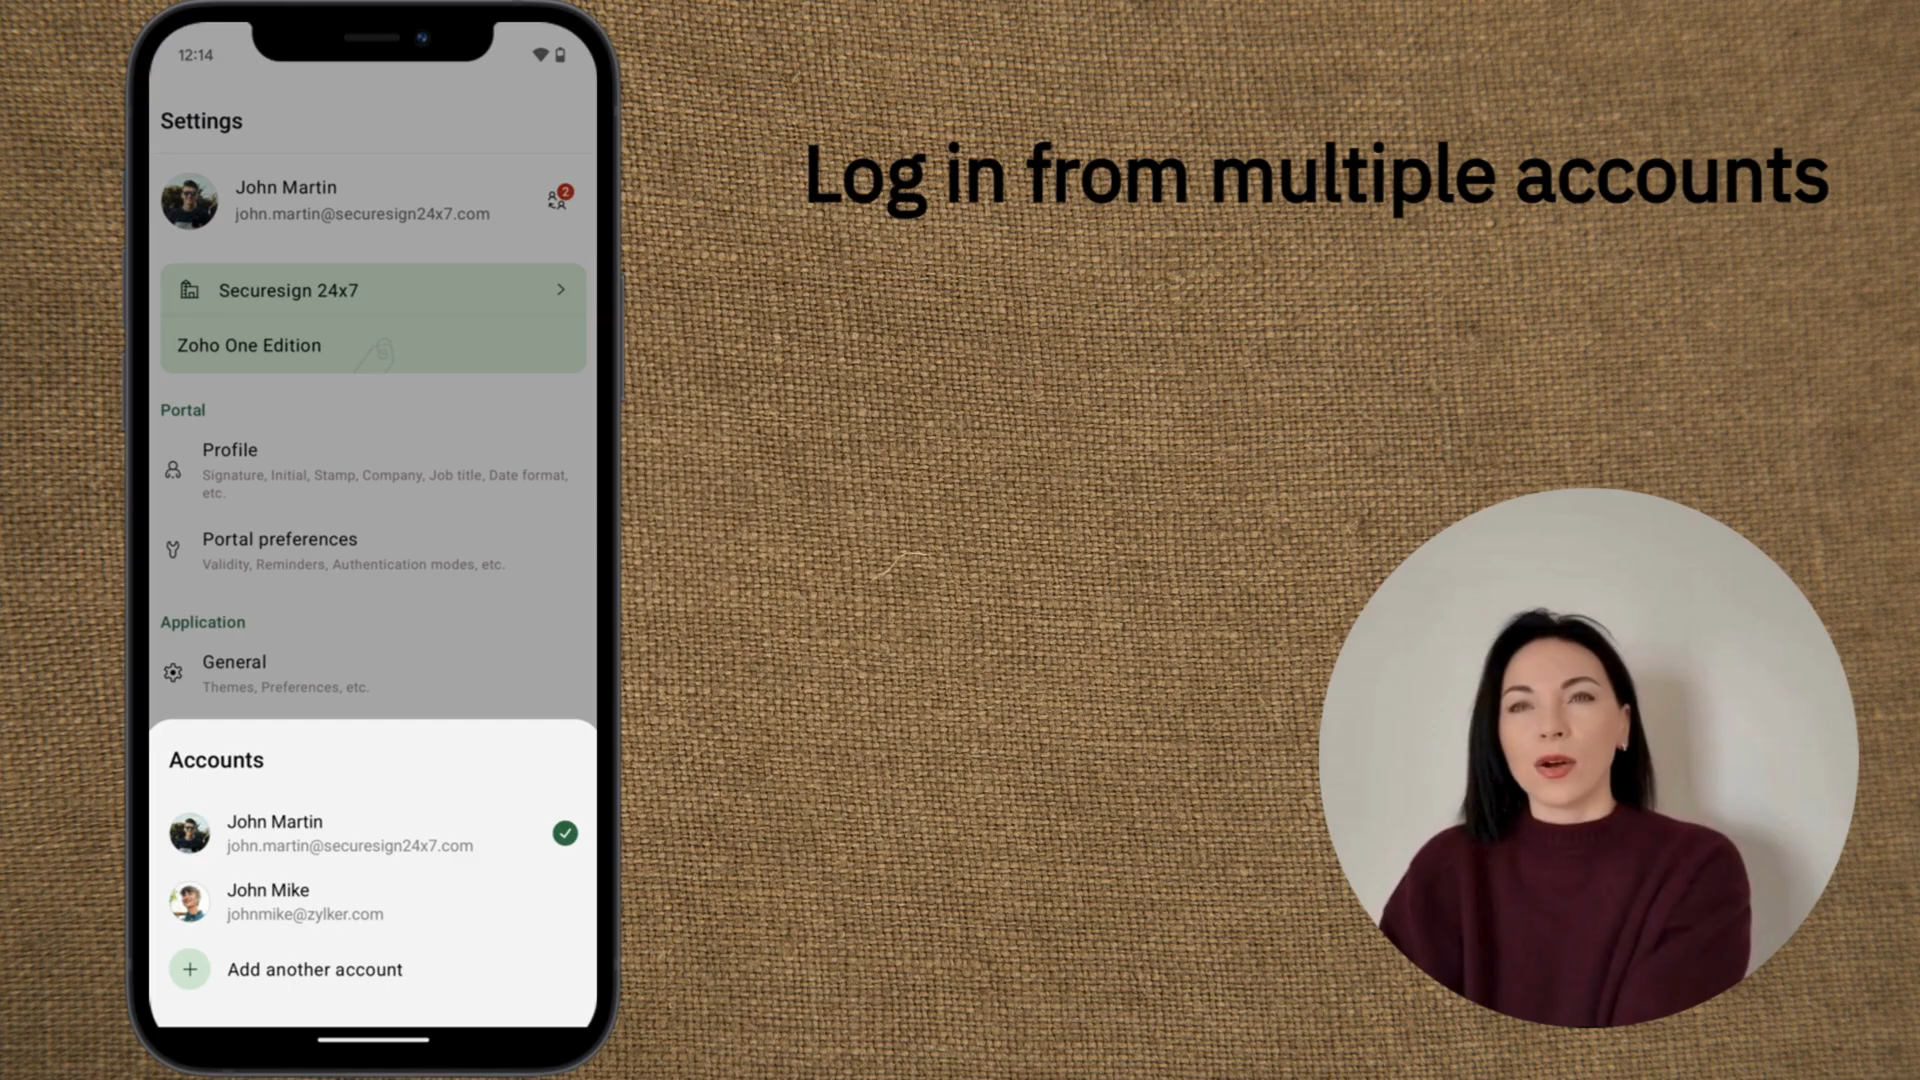 12:14
Settings
John Martin
john.martin@securesign24x7.com
2
Securesign 24x7
Zoho One Edition
Portal
Profile
Signature, Initial, Stamp, Company, Job title, Date format,
etc.
Portal preferences
Validity, Reminders, Authentication modes, etc.
Application
General
Themes, Preferences, etc.
Accounts
John Martin
john.martin@securesign24x7.com
John Mike
johnmike@zylker.com
Add another account
Log in from multiple accounts